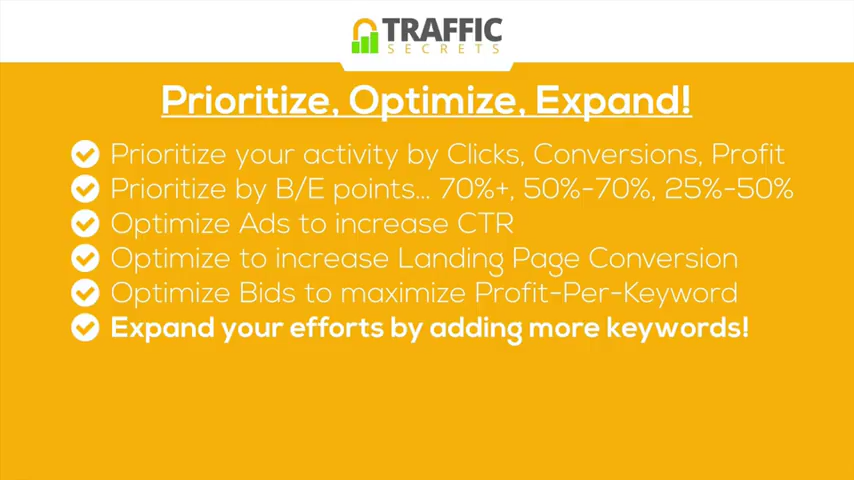 TRAFFIC
SECRETS
Prioritize, Optimize, Expand!
Prioritize your activity by Clicks, Conversions, Profit
Prioritize by B/E points... 70%+, 50%-70%, 25%-50%
Optimize Ads to increase CTR
Optimize to increase Landing Page Conversion
Optimize Bids to maximize Profit-Per-Keyword
Expand your efforts by adding more keywords!